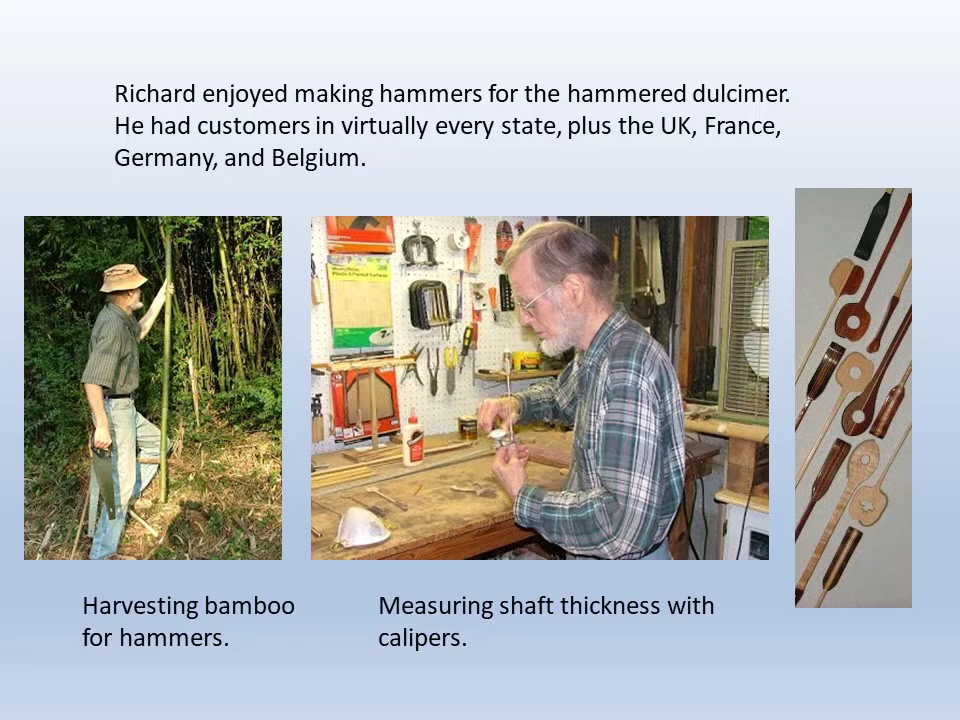 Richard enjoyed making hammers for the hammered dulcimer.
He had customers in virtually every state, plus the UK, France,
Germany, and Belgium.
Harvesting bamboo
for hammers.
Measuring shaft thickness with
calipers.